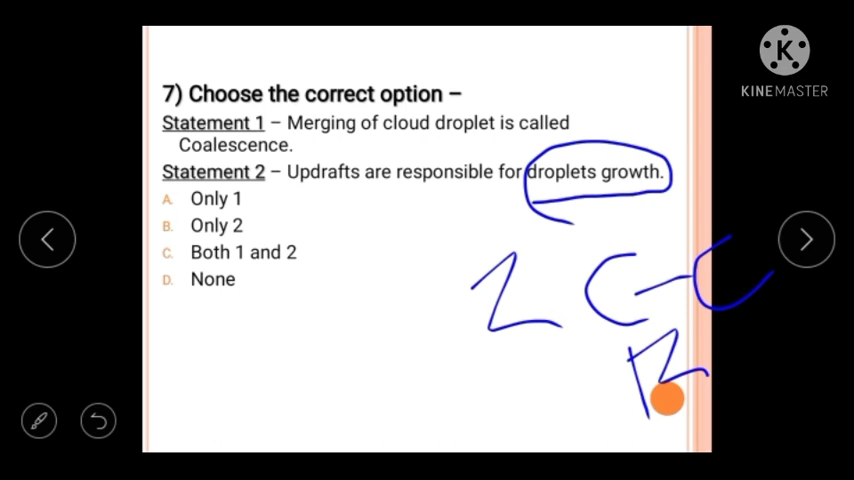 7) Choose the correct option –
Statement 1 – Merging of cloud droplet is called
Coalescence.
Statement 2 – Updrafts are responsible for droplets growth.
A. Only 1
B. Only 2
C. Both 1 and 2
D. None
K
KINEMASTER